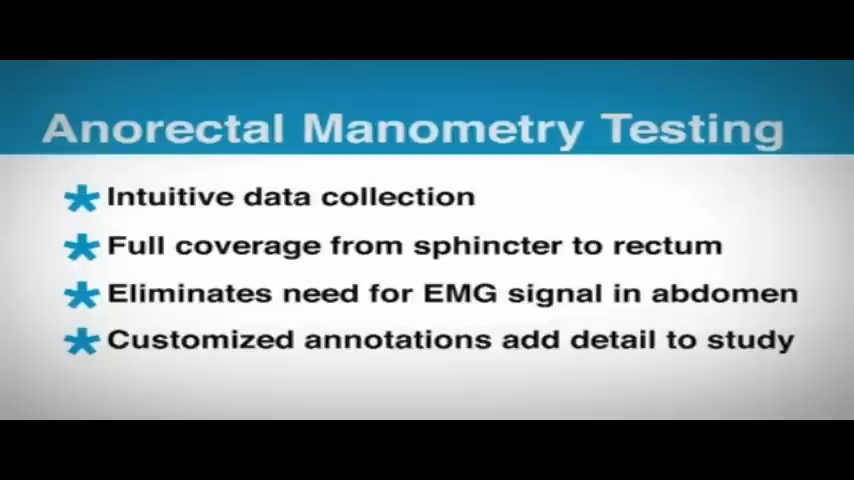 Anorectal Manometry Testing
Intuitive data collection
Full coverage from sphincter to rectum
Eliminates need for EMG signal in abdomen
Customized annotations add detail to study